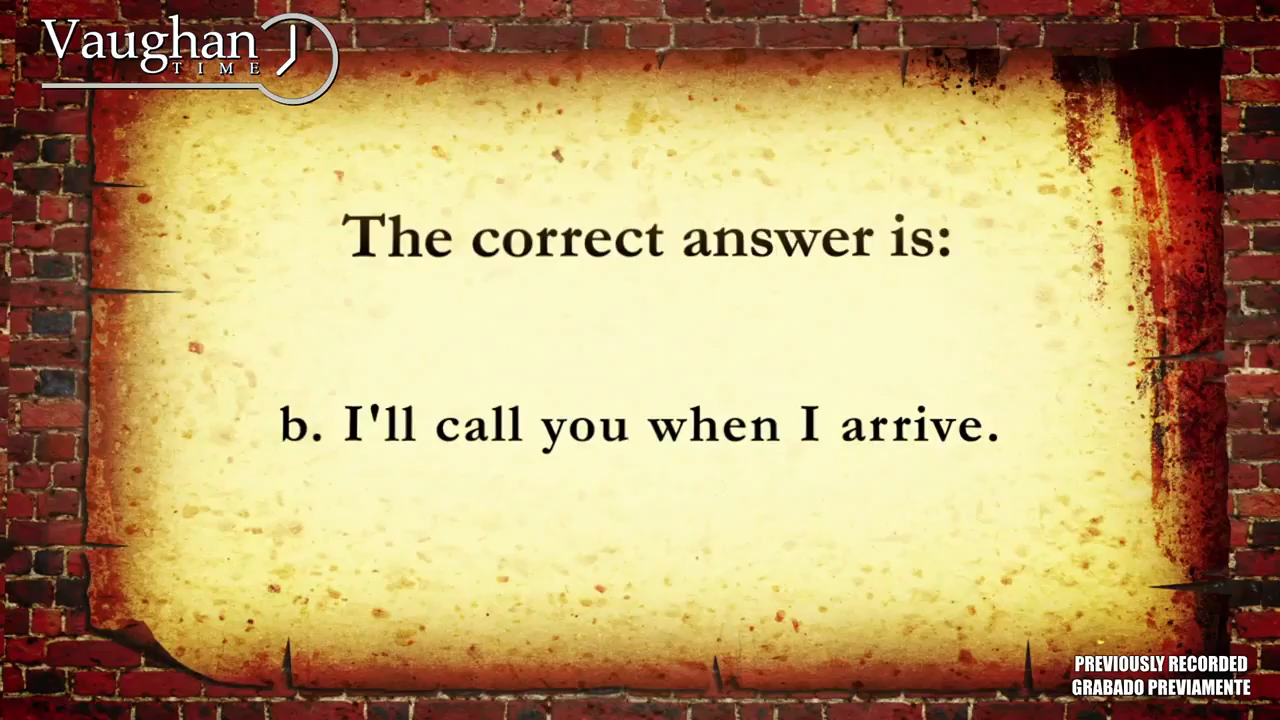 Vaughan
TIME
The correct answer is:
b. I'll call you when I arrive.
PREVIOUSLY RECORDED
GRABADO PREVIAMENTE